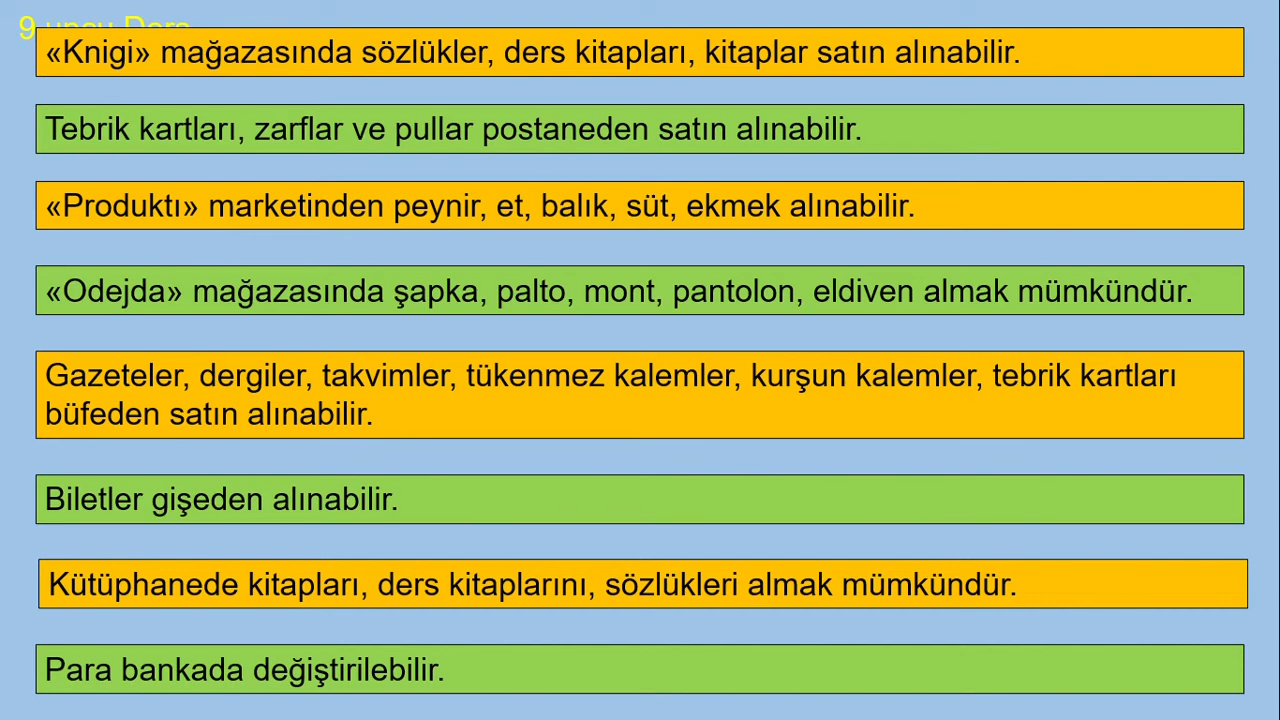 9 uncu Ders
«Knigi» mağazasında sözlükler, ders kitapları, kitaplar satın alınabilir.
Tebrik kartları, zarflar ve pullar postaneden satın alınabilir.
«Produktı» marketinden peynir, et, balık, süt, ekmek alınabilir.
«Odejda» mağazasında şapka, palto, mont, pantolon, eldiven almak mümkündür.
Gazeteler, dergiler, takvimler, tükenmez kalemler, kurşun kalemler, tebrik kartları
büfeden satın alınabilir.
Biletler gişeden alınabilir.
Kütüphanede kitapları, ders kitaplarını, sözlükleri almak mümkündür.
Para bankada değiştirilebilir.